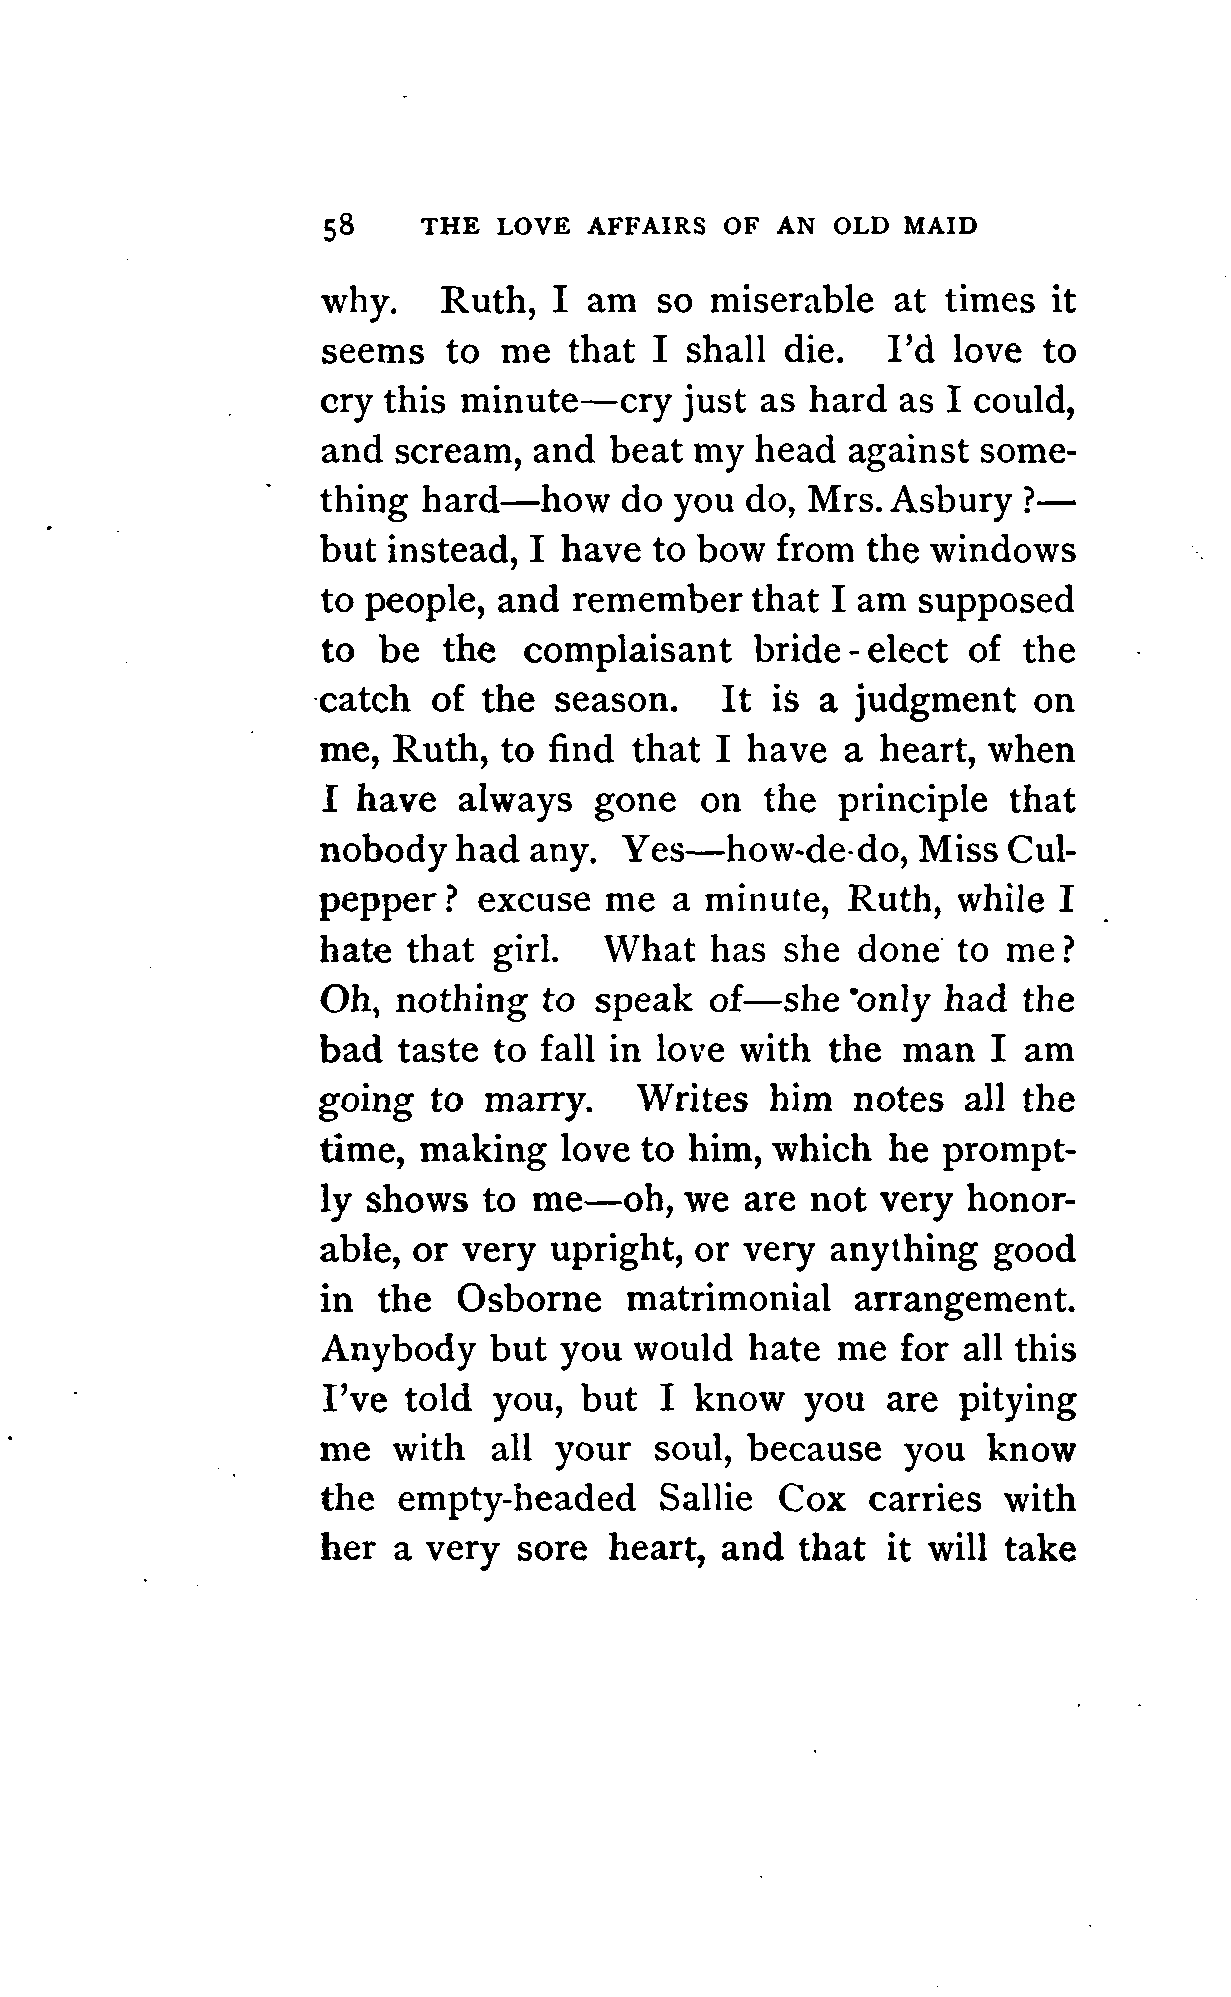 58 THE LOVE AFFAIRS OF AN OLD MAID
why. Ruth, I am so miserable at times it
seems to me that I shall die. I'd love to
cry this minute—cry just as hard as I could,
and scream, and beat my head against some-
thing hard—how do you do, Mrs. Asbury ?—
but instead, I have to bow from the windows
to people, and remember that I am supposed
to be the complaisant bride-elect of the
catch of the season. It is a judgment on
me, Ruth, to find that I have a heart, when
I have always gone on the principle that
nobody had any. Yes—how-de-do, Miss Cul-
pepper? excuse me a minute, Ruth, while I
hate that girl. What has she done to me?
Oh, nothing to speak of—she only had the
bad taste to fall in love with the man I am
going to marry. Writes him notes all the
time, making love to him, which he prompt-
ly shows to me—oh, we are not very honor-
able, or very upright, or very anything good
in the Osborne matrimonial arrangement.
Anybody but you would hate me for all this
I've told you, but I know you are pitying
me with all your soul, because you know
the empty-headed Sallie Cox carries with
her a very sore heart, and that it will take